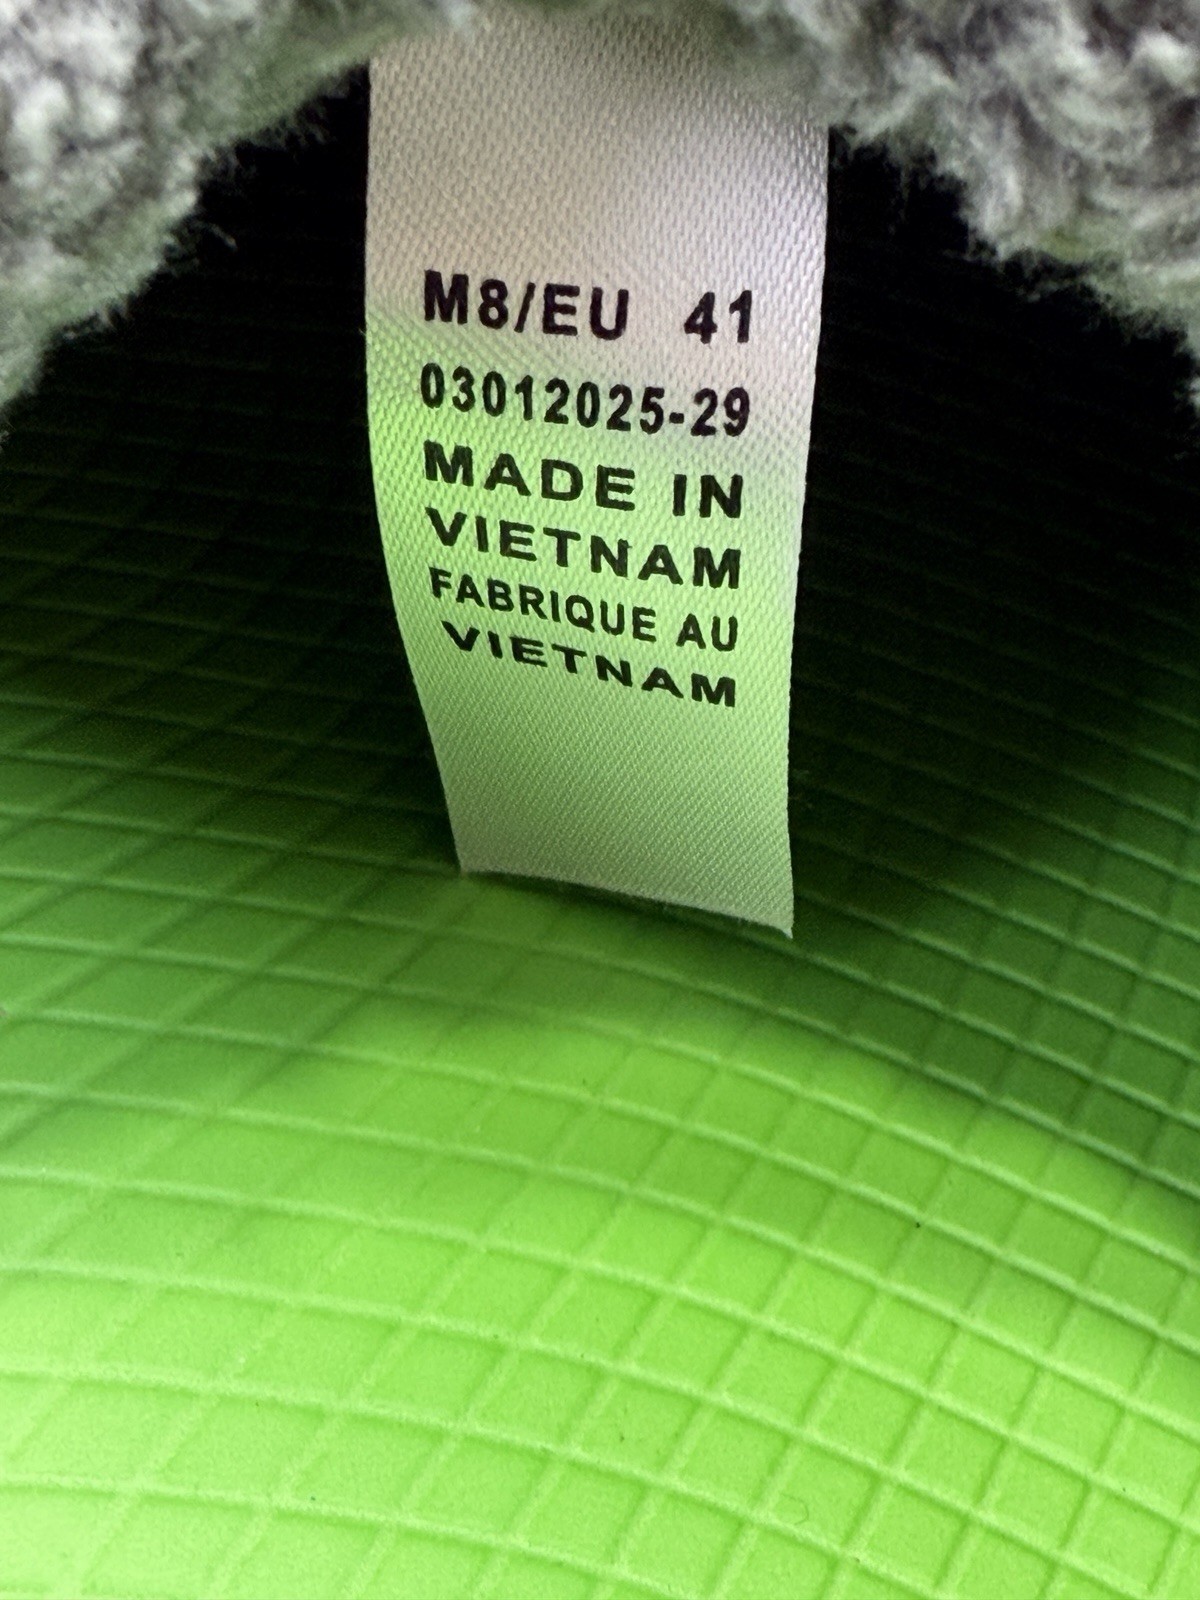 M8/EU 41
03012025-29
MADE IN
VIETNAM
FABRIQUE AU
VIETNAM